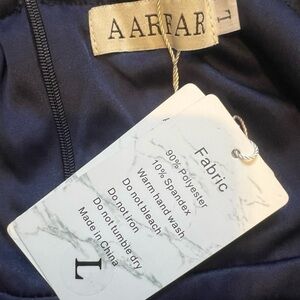 AARFAR
L
Fabric
90% Polyester
10% Spandex
Warm hand wash
Do not bleach
Do not Iron
Do not tumble dry
Made in China
L